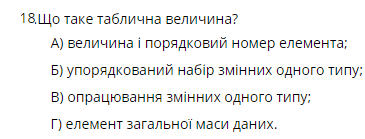 18.Що таке таблична величина?
А) величина і порядковий номер елемента;
Б) упорядкований набір змінних одного типу;
В) опрацювання змінних одного типу;
Г) елемент загальної маси даних.